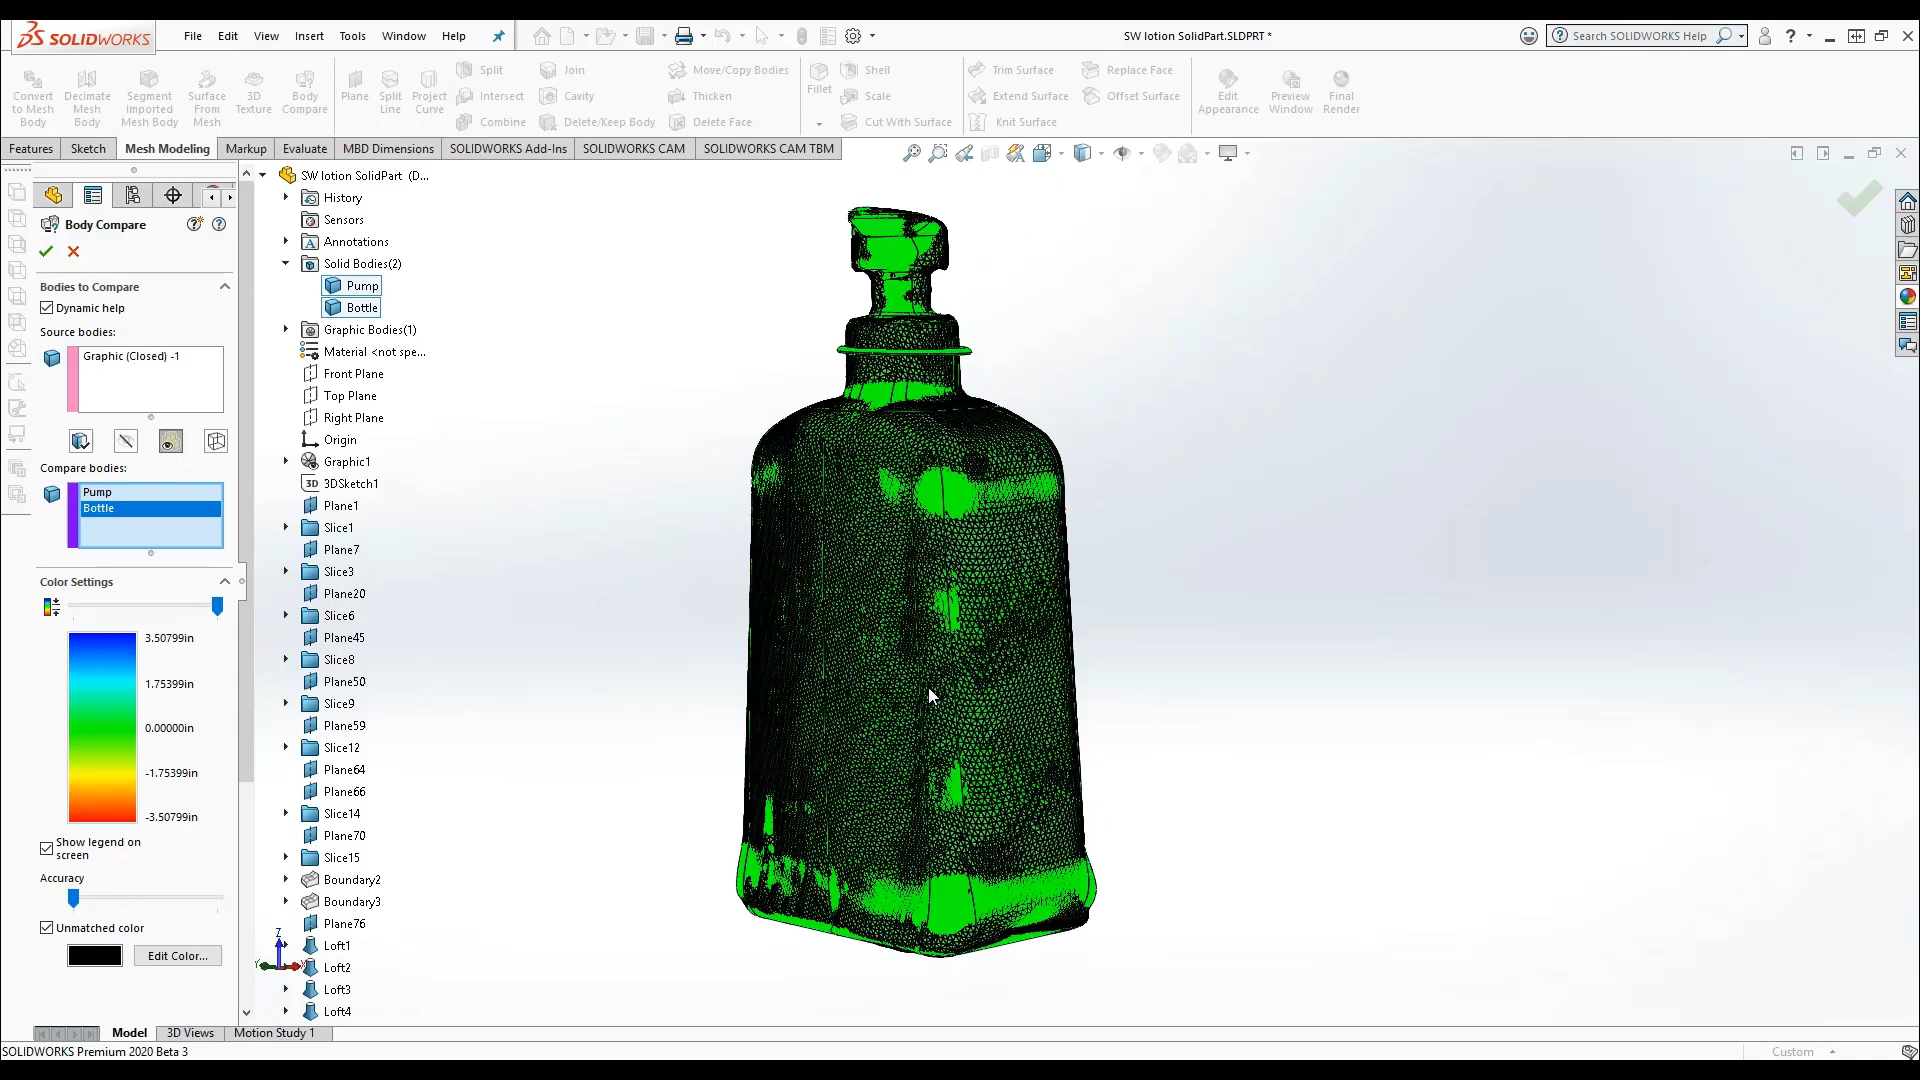 SOLIDWORKS
File Edit View Insert Tools Window Help
SW lotion SolidPart.SLDPRT *
Search SOLIDWORKS Help
Convert to Mesh Body
Decimate Mesh Body
Segment Imported Mesh Body
Surface From Mesh
3D Texture
Body Compare
Plane
Split Line
Project Curve
Split
Intersect
Combine
Join
Cavity
Delete/Keep Body
Move/Copy Bodies
Thicken
Delete Face
Fillet
Shell
Scale
Cut With Surface
Trim Surface
Extend Surface
Knit Surface
Replace Face
Offset Surface
Edit Appearance
Preview Window
Final Render
Features Sketch Mesh Modeling Markup Evaluate MBD Dimensions SOLIDWORKS Add-Ins SOLIDWORKS CAM SOLIDWORKS CAM TBM
Body Compare
Bodies to Compare
Dynamic help
Source bodies:
Graphic (Closed) -1
Compare bodies:
Pump
Bottle
Color Settings
3.50799in
1.75399in
0.00000in
-1.75399in
-3.50799in
Show legend on
screen
Accuracy
Unmatched color
Edit Color...
SW lotion SolidPart (D...
History
Sensors
Annotations
Solid Bodies(2)
Pump
Bottle
Graphic Bodies(1)
Material <not spe...
Front Plane
Top Plane
Right Plane
Origin
Graphic1
3D 3DSketch1
Plane1
Slice1
Plane7
Slice3
Plane20
Slice6
Plane45
Slice8
Plane50
Slice9
Plane59
Slice12
Plane64
Plane66
Slice14
Plane70
Slice15
Boundary2
Boundary3
Plane76
Loft1
Loft2
Loft3
Loft4
Z
Y
Model 3D Views Motion Study 1
SOLIDWORKS Premium 2020 Beta 3
Custom